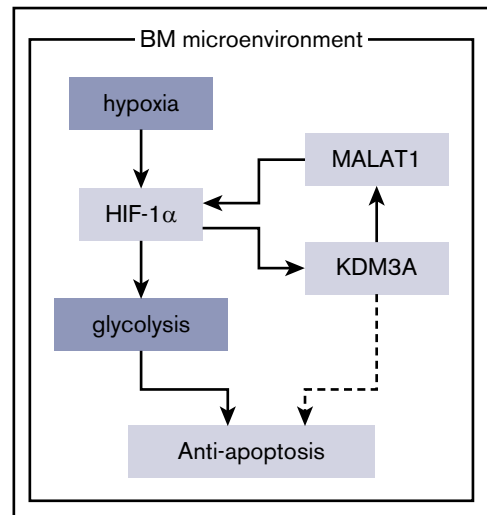 BM microenvironment
hypoxia
MALAT1
HIF-1α
KDM3A
glycolysis
Anti-apoptosis